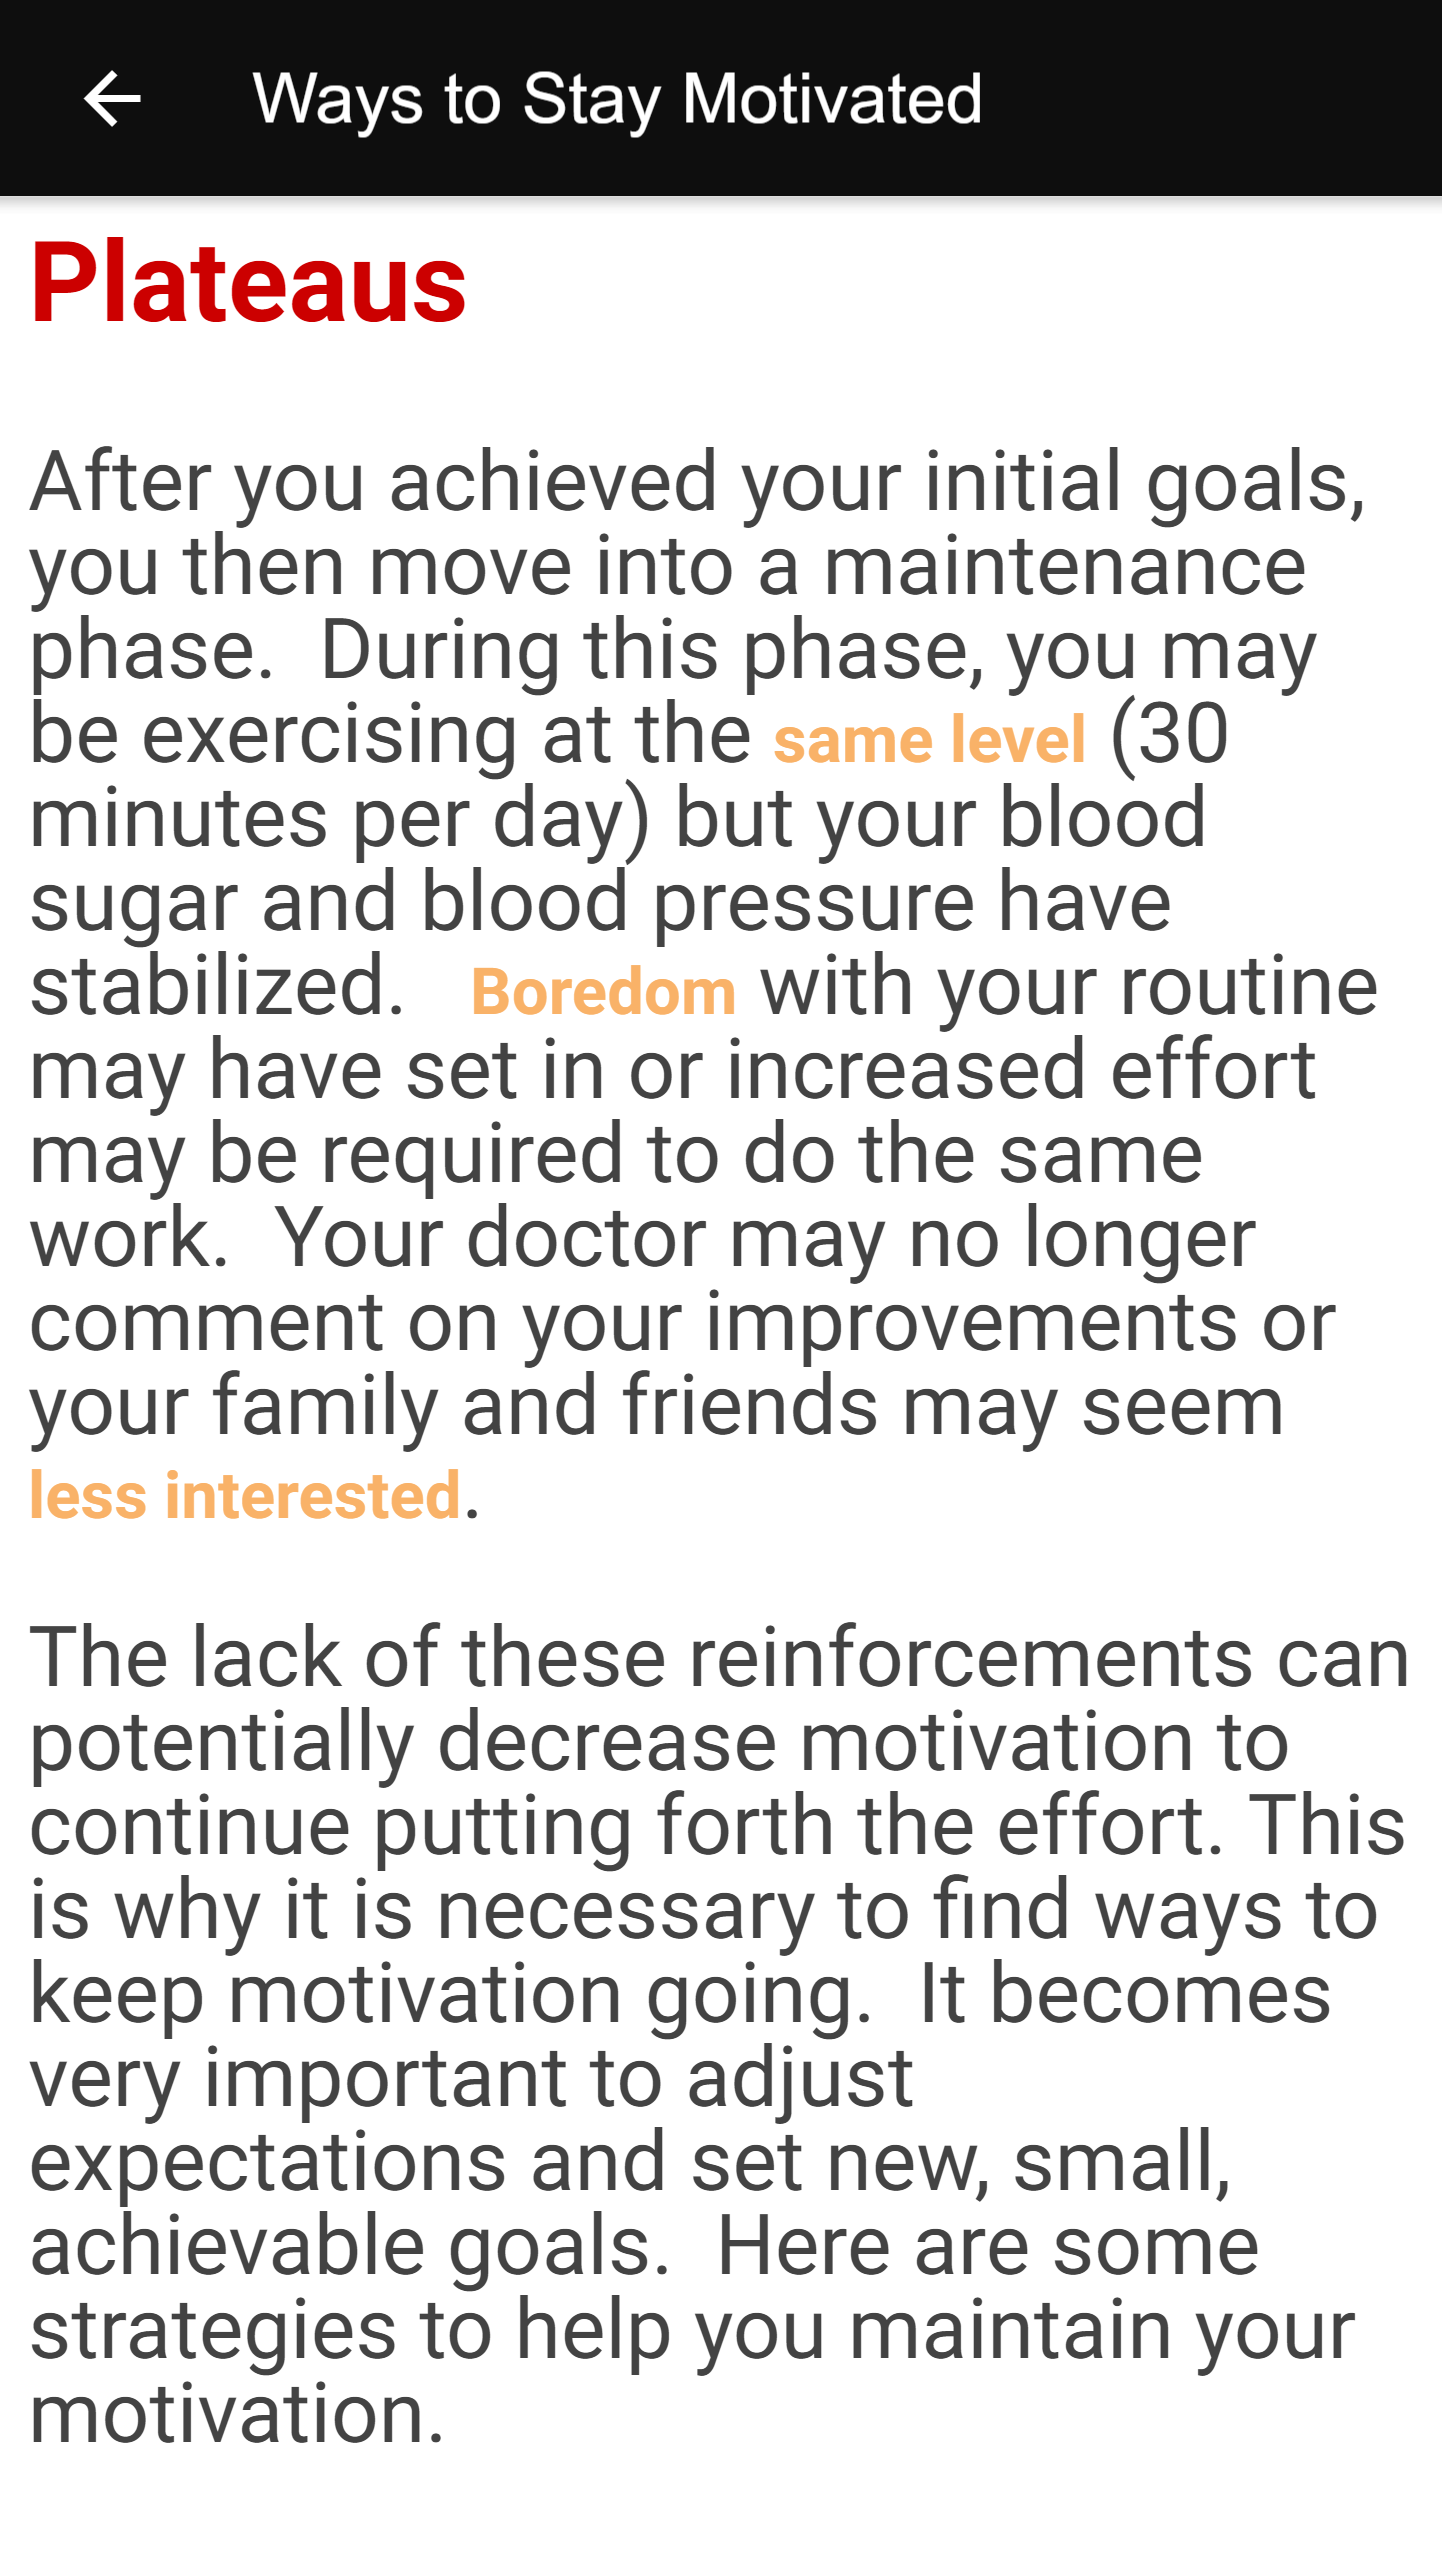 Ways to Stay Motivated
Plateaus
After you achieved your initial goals,
you then move into a maintenance
phase.  During this phase, you may
be exercising at the same level (30
minutes per day) but your blood
sugar and blood pressure have
stabilized.   Boredom with your routine
may have set in or increased effort
may be required to do the same
work.  Your doctor may no longer
comment on your improvements or
your family and friends may seem
less interested.
The lack of these reinforcements can
potentially decrease motivation to
continue putting forth the effort. This
is why it is necessary to find ways to
keep motivation going.  It becomes
very important to adjust
expectations and set new, small,
achievable goals.  Here are some
strategies to help you maintain your
motivation.